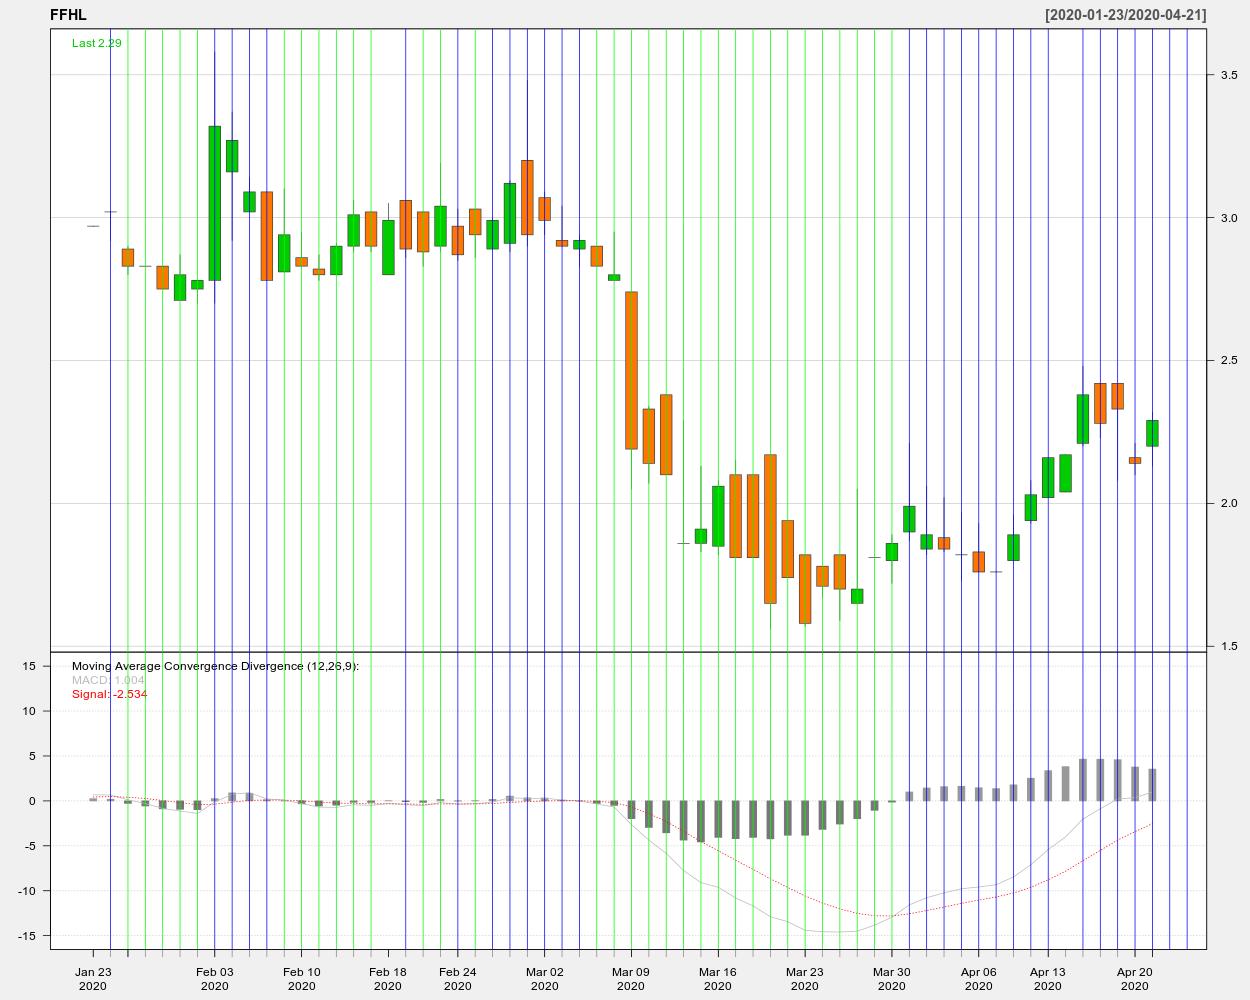 FFHL
[2020-01-23/2020-04-21]
Last 2.29
3.5
3.0
2.5
2.0
1.5
Moving Average Convergence Divergence (12,26,9):
MACD: 1.004
Signal: -2.534
15
10
5
0
-5
-10
-15
Jan 23 Feb 03 Feb 10 Feb 18 Feb 24 Mar 02 Mar 09 Mar 16 Mar 23 Mar 30 Apr 06 Apr 13 Apr 20
2020 2020 2020 2020 2020 2020 2020 2020 2020 2020 2020 2020 2020